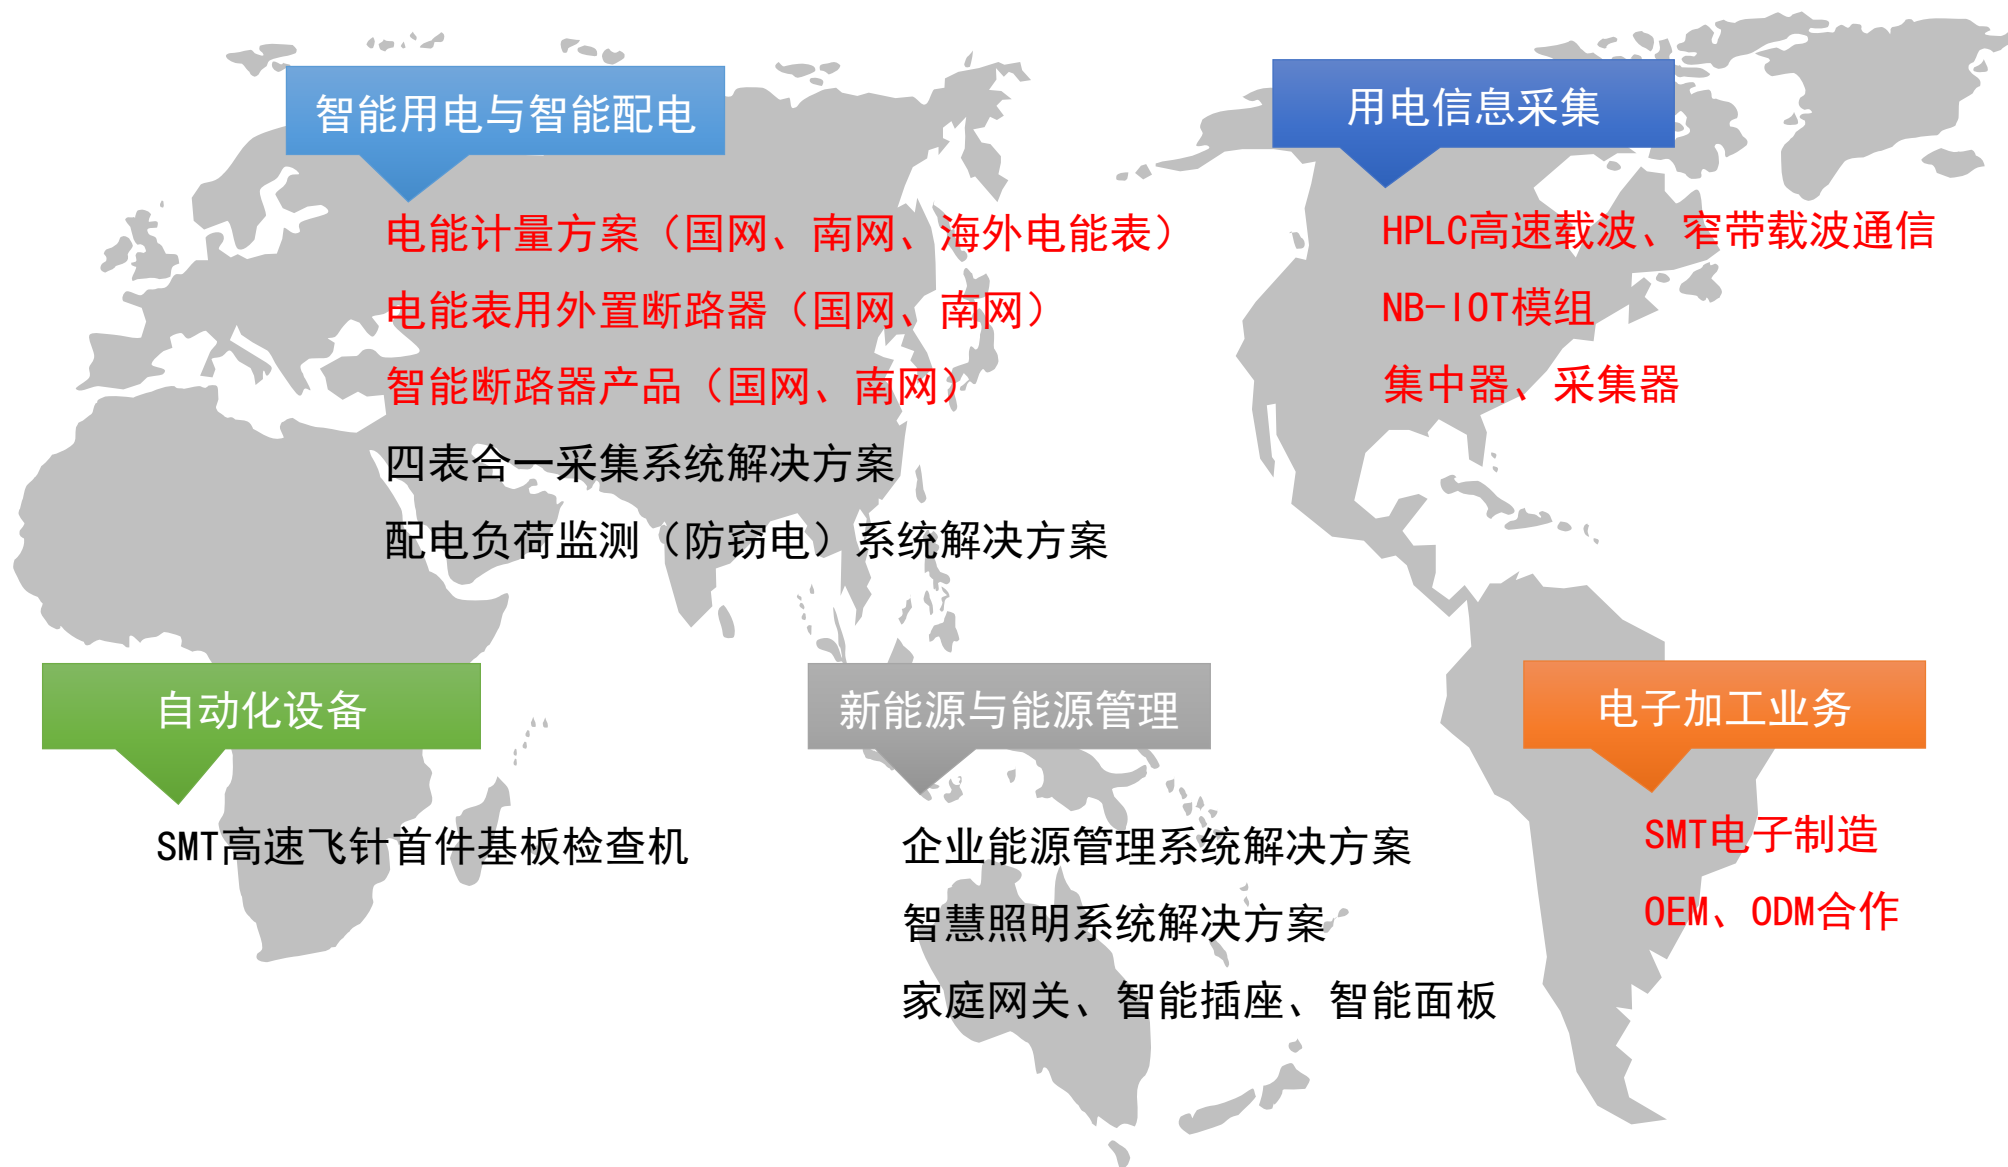 智能用电与智能配电
电能计量方案（国网、南网、海外电能表）
电能表用外置断路器（国网、南网）
智能断路器产品（国网、南网）
四表合一采集系统解决方案
配电负荷监测（防窃电）系统解决方案
用电信息采集
HPLC高速载波、窄带载波通信
NB-IOT模组
集中器、采集器
自动化设备
SMT高速飞针首件基板检查机
新能源与能源管理
企业能源管理系统解决方案
智慧照明系统解决方案
家庭网关、智能插座、智能面板
电子加工业务
SMT电子制造
OEM、ODM合作